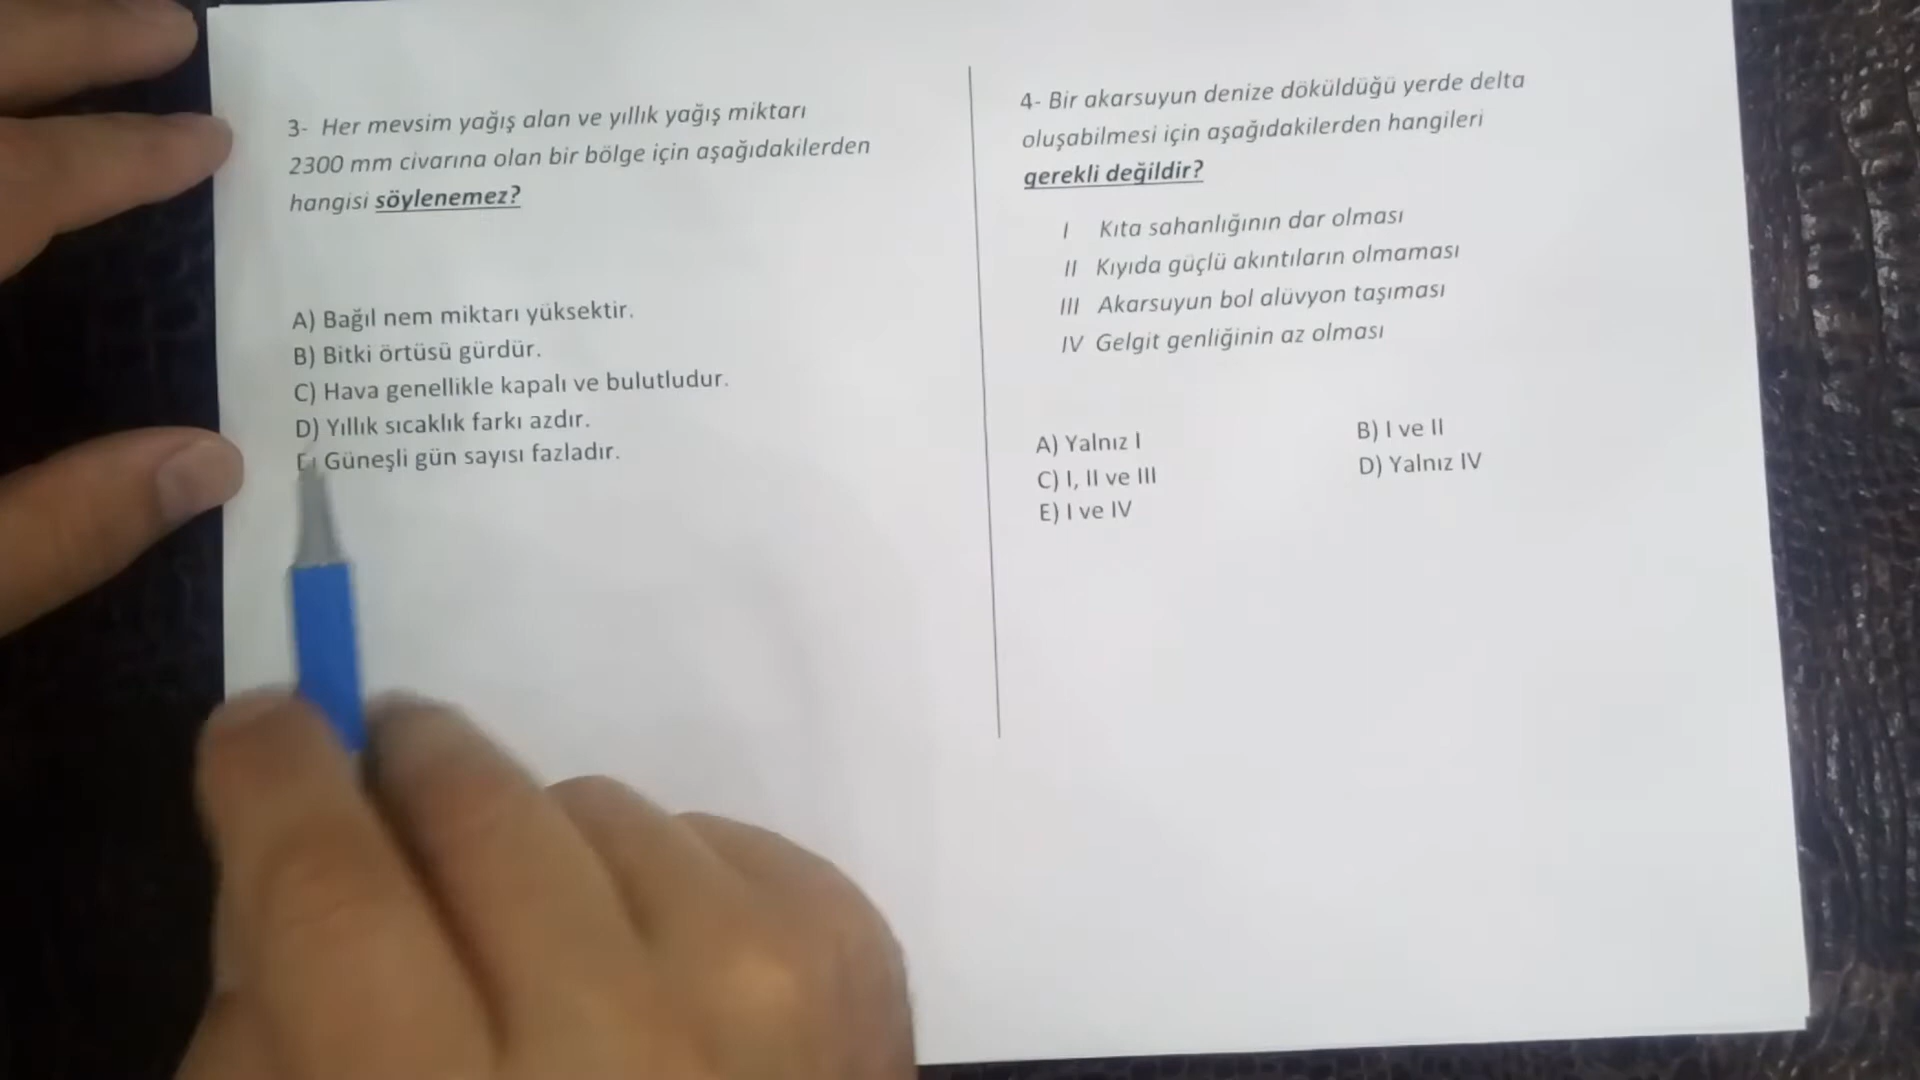 3- Her mevsim yağış alan ve yıllık yağış miktarı
2300 mm civarına olan bir bölge için aşağıdakilerden
hangisi söylenemez?
A) Bağıl nem miktarı yüksektir.
B) Bitki örtüsü gürdür.
C) Hava genellikle kapalı ve bulutludur.
D) Yıllık sıcaklık farkı azdır.
E) Güneşli gün sayısı fazladır.
4- Bir akarsuyun denize döküldüğü yerde delta
oluşabilmesi için aşağıdakilerden hangileri
gerekli değildir?
I Kıta sahanlığının dar olması
II Kıyıda güçlü akıntıların olmaması
III Akarsuyun bol alüvyon taşıması
IV Gelgit genliğinin az olması
A) Yalnız I
B) I ve II
C) I, II ve III
D) Yalnız IV
E) I ve IV